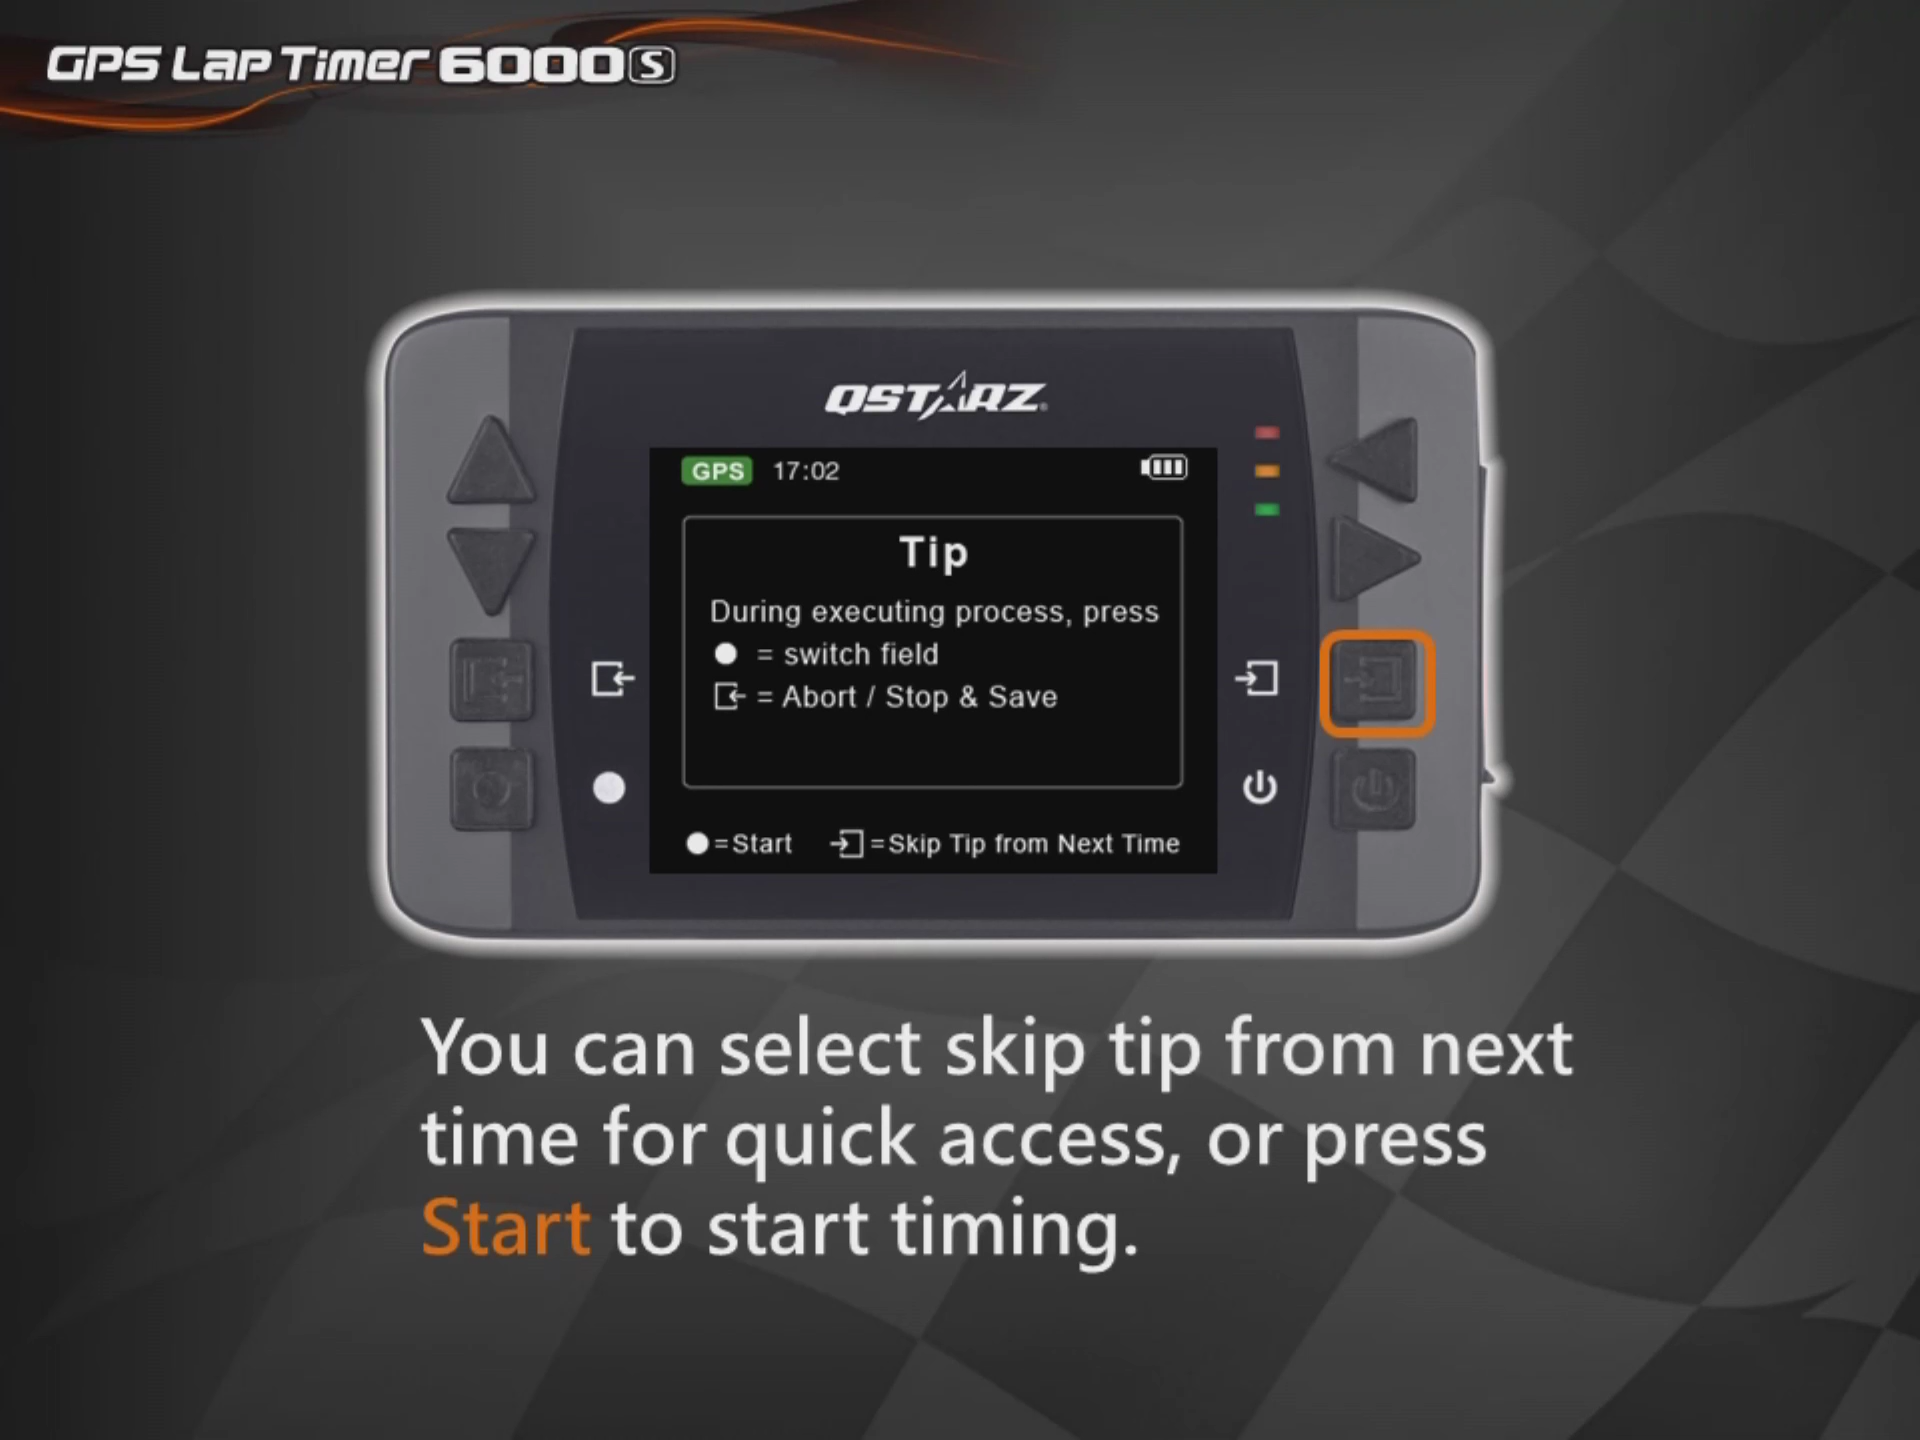 GPS Lap Timer 6000S
QSTARZ
GPS 17:02
Tip
During executing process, press
= switch field
= Abort / Stop & Save
=Start =Skip Tip from Next Time
You can select skip tip from next
time for quick access, or press
Start to start timing.